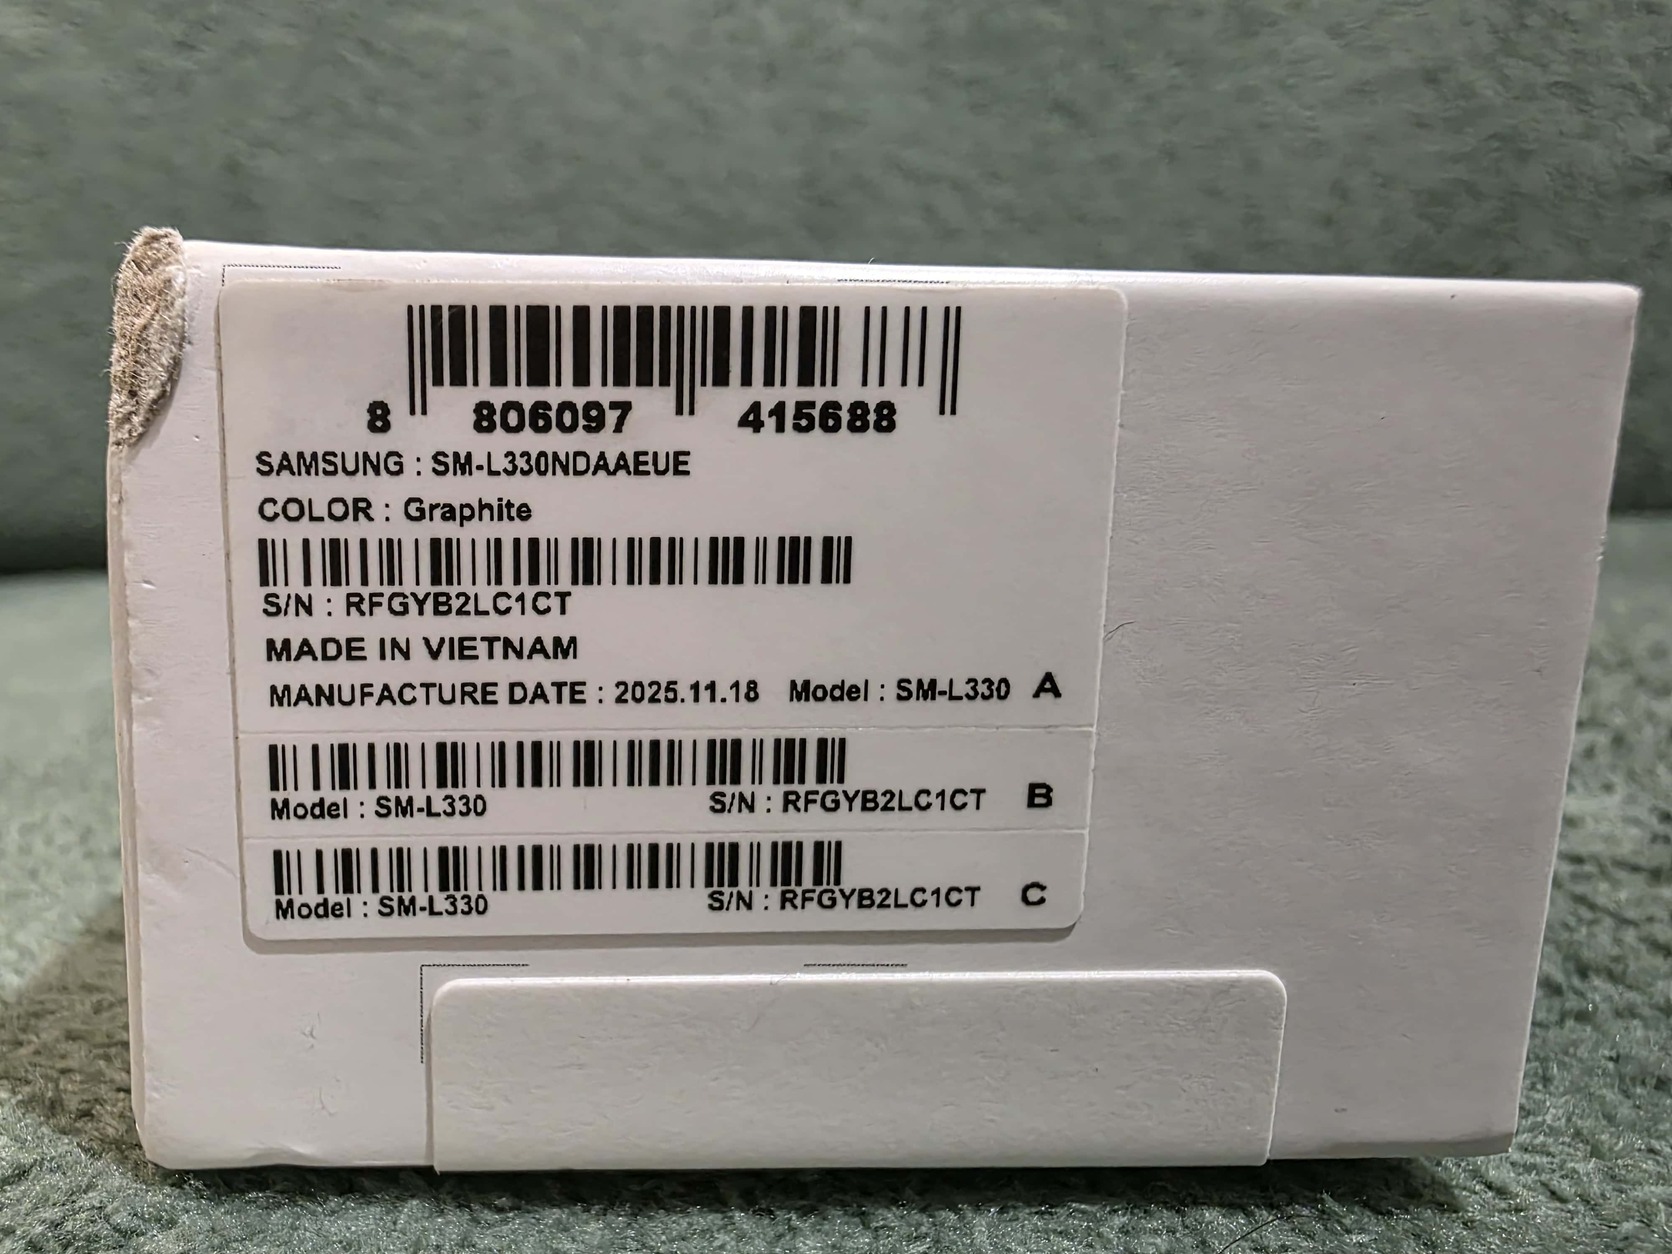 8 806097 415688
SAMSUNG : SM-L330NDAAEUE
COLOR : Graphite
S/N : RFGYB2LC1CT
MADE IN VIETNAM
MANUFACTURE DATE : 2025.11.18 Model : SM-L330 A
Model : SM-L330 S/N : RFGYB2LC1CT B
Model : SM-L330 S/N : RFGYB2LC1CT C